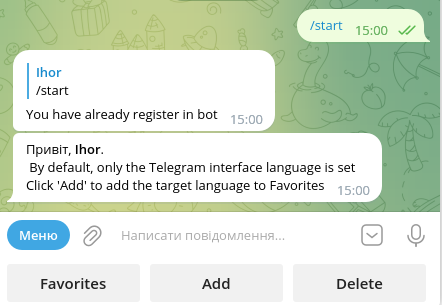 /start 15:00
Ihor
/start
You have already register in bot 15:00
Привіт, Ihor.
By default, only the Telegram interface language is set
Click 'Add' to add the target language to Favorites 15:00
Меню Написати повідомлення...
Favorites Add Delete